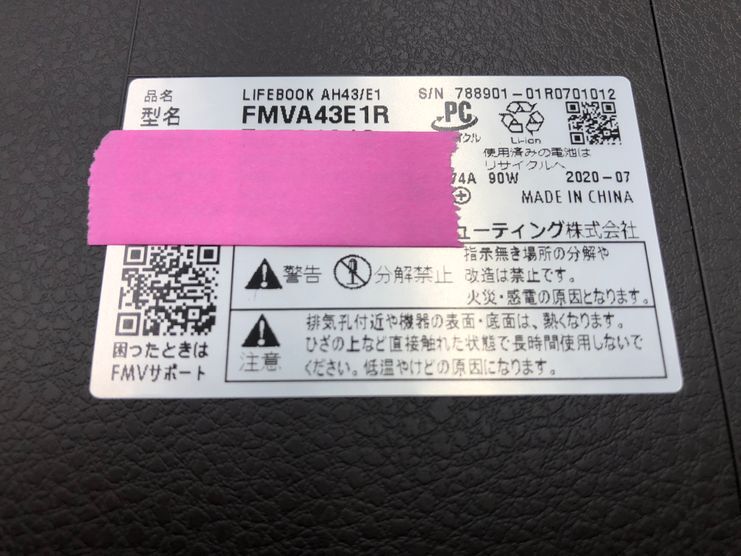 品名 LIFEBOOK AH43/E1 S/N 788901-01R0701012
型名 FMVA43E1R
PC
イクル
Li-ion
使用済みの電池は
リサイクルへ
74A 90W 2020-07
MADE IN CHINA
ューティング株式会社
警告 分解禁止
指示無き場所の分解や
改造は禁止です。
火災・感電の原因となります。
注意
排気孔付近や機器の表面・底面は、熱くなります。
ひざの上など直接触れた状態で長時間使用しないで
ください。低温やけどの原因になります。
困ったときは
FMVサポート